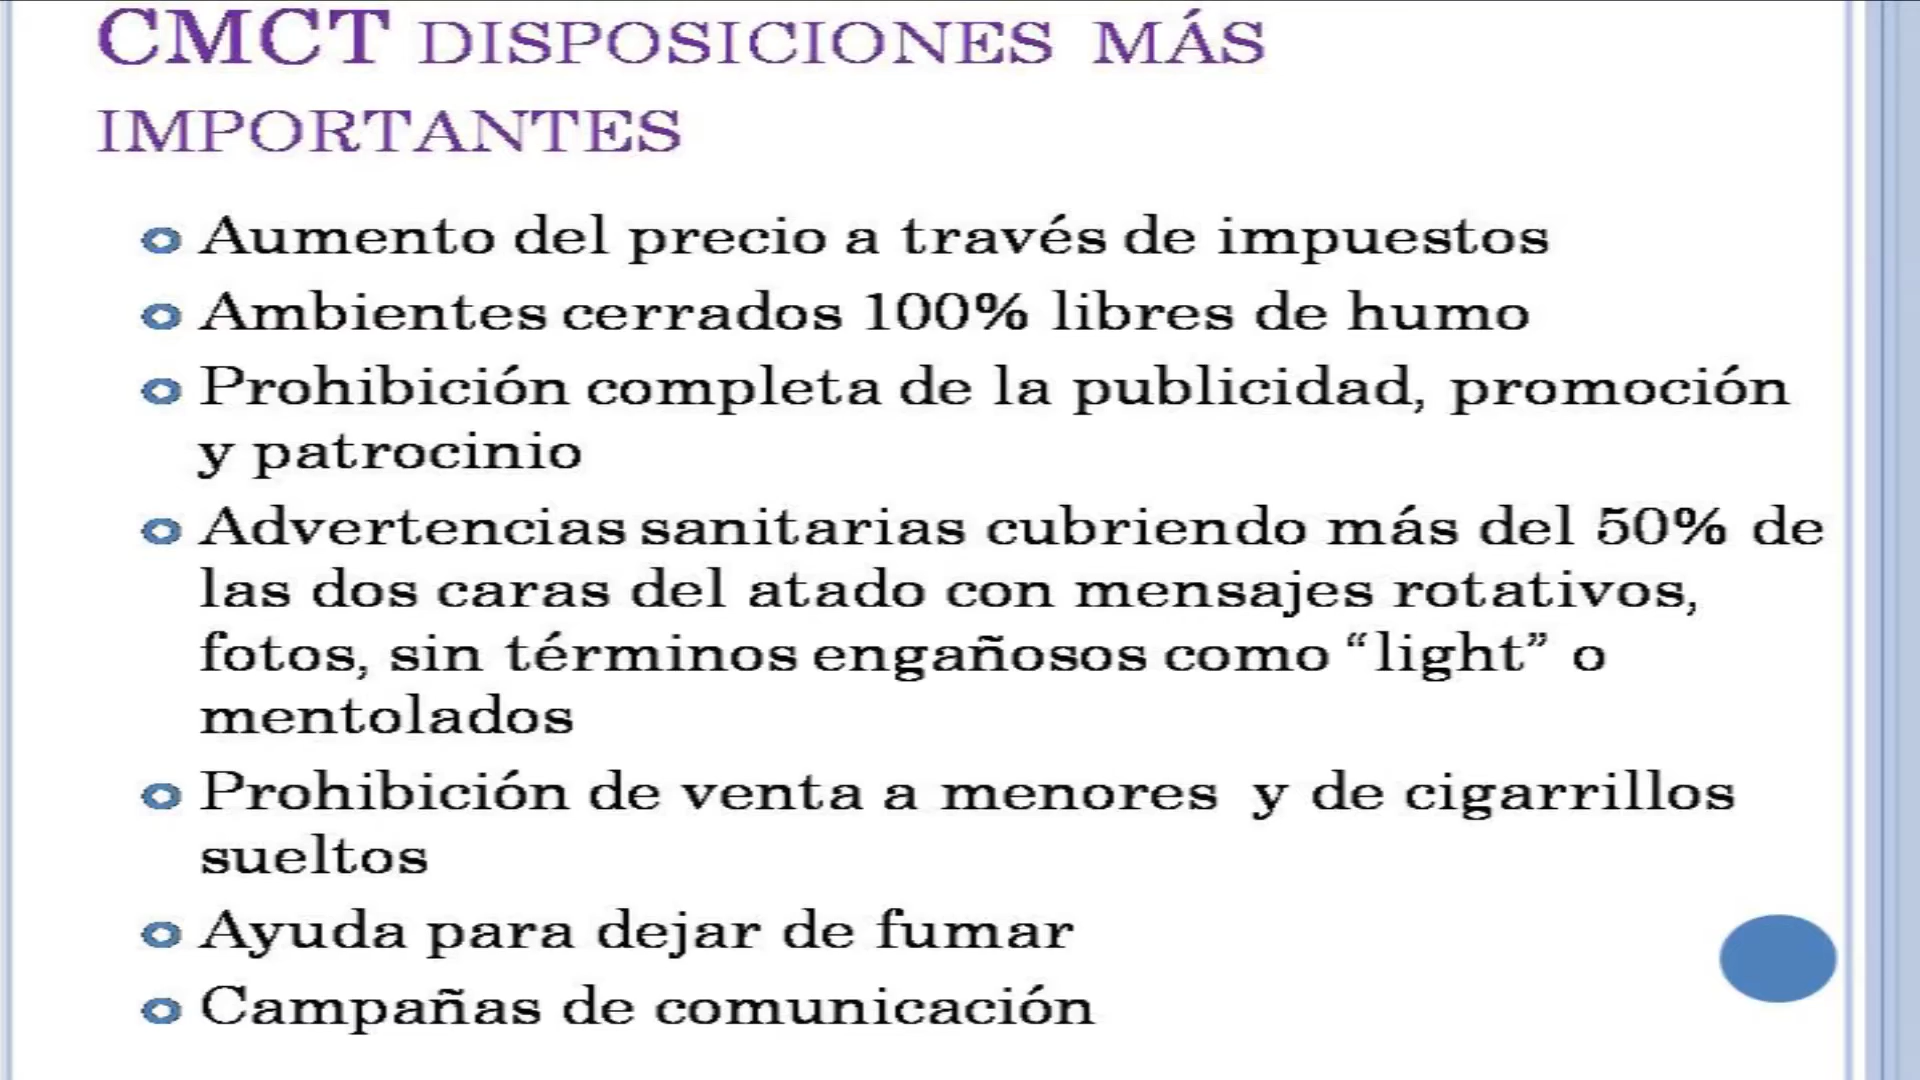 CMCT DISPOSICIONES MÁS
IMPORTANTES
Aumento del precio a través de impuestos
Ambientes cerrados 100% libres de humo
Prohibición completa de la publicidad, promoción
y patrocinio
Advertencias sanitarias cubriendo más del 50% de
las dos caras del atado con mensajes rotativos,
fotos, sin términos engañosos como “light” o
mentolados
Prohibición de venta a menores y de cigarrillos
sueltos
Ayuda para dejar de fumar
Campañas de comunicación